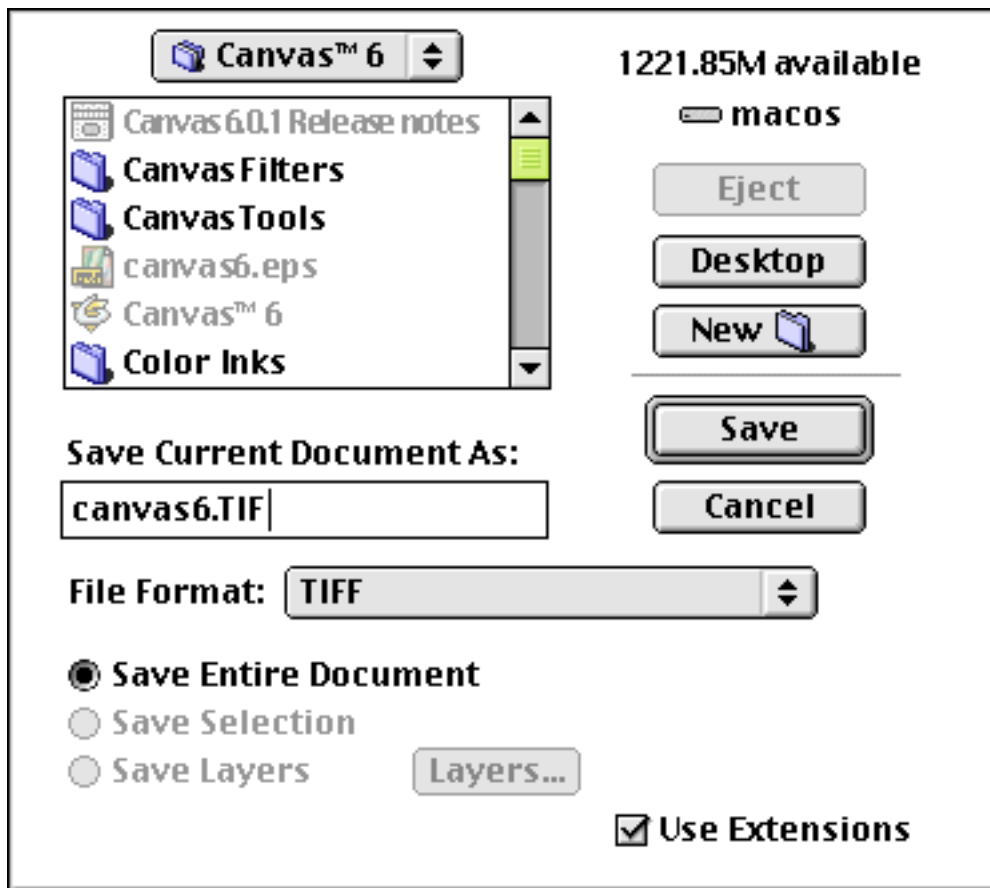 Canvas™ 6
1221.85M available
macos
Canvas 6.0.1 Release notes
Canvas Filters
Canvas Tools
canvas6.eps
Canvas™ 6
Color Inks
Eject
Desktop
New
Save Current Document As:
canvas6.TIF
Save
Cancel
File Format: TIFF
Save Entire Document
Save Selection
Save Layers Layers...
Use Extensions